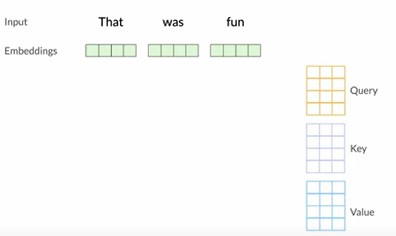 Input That was fun
Embeddings
Query
Key
Value